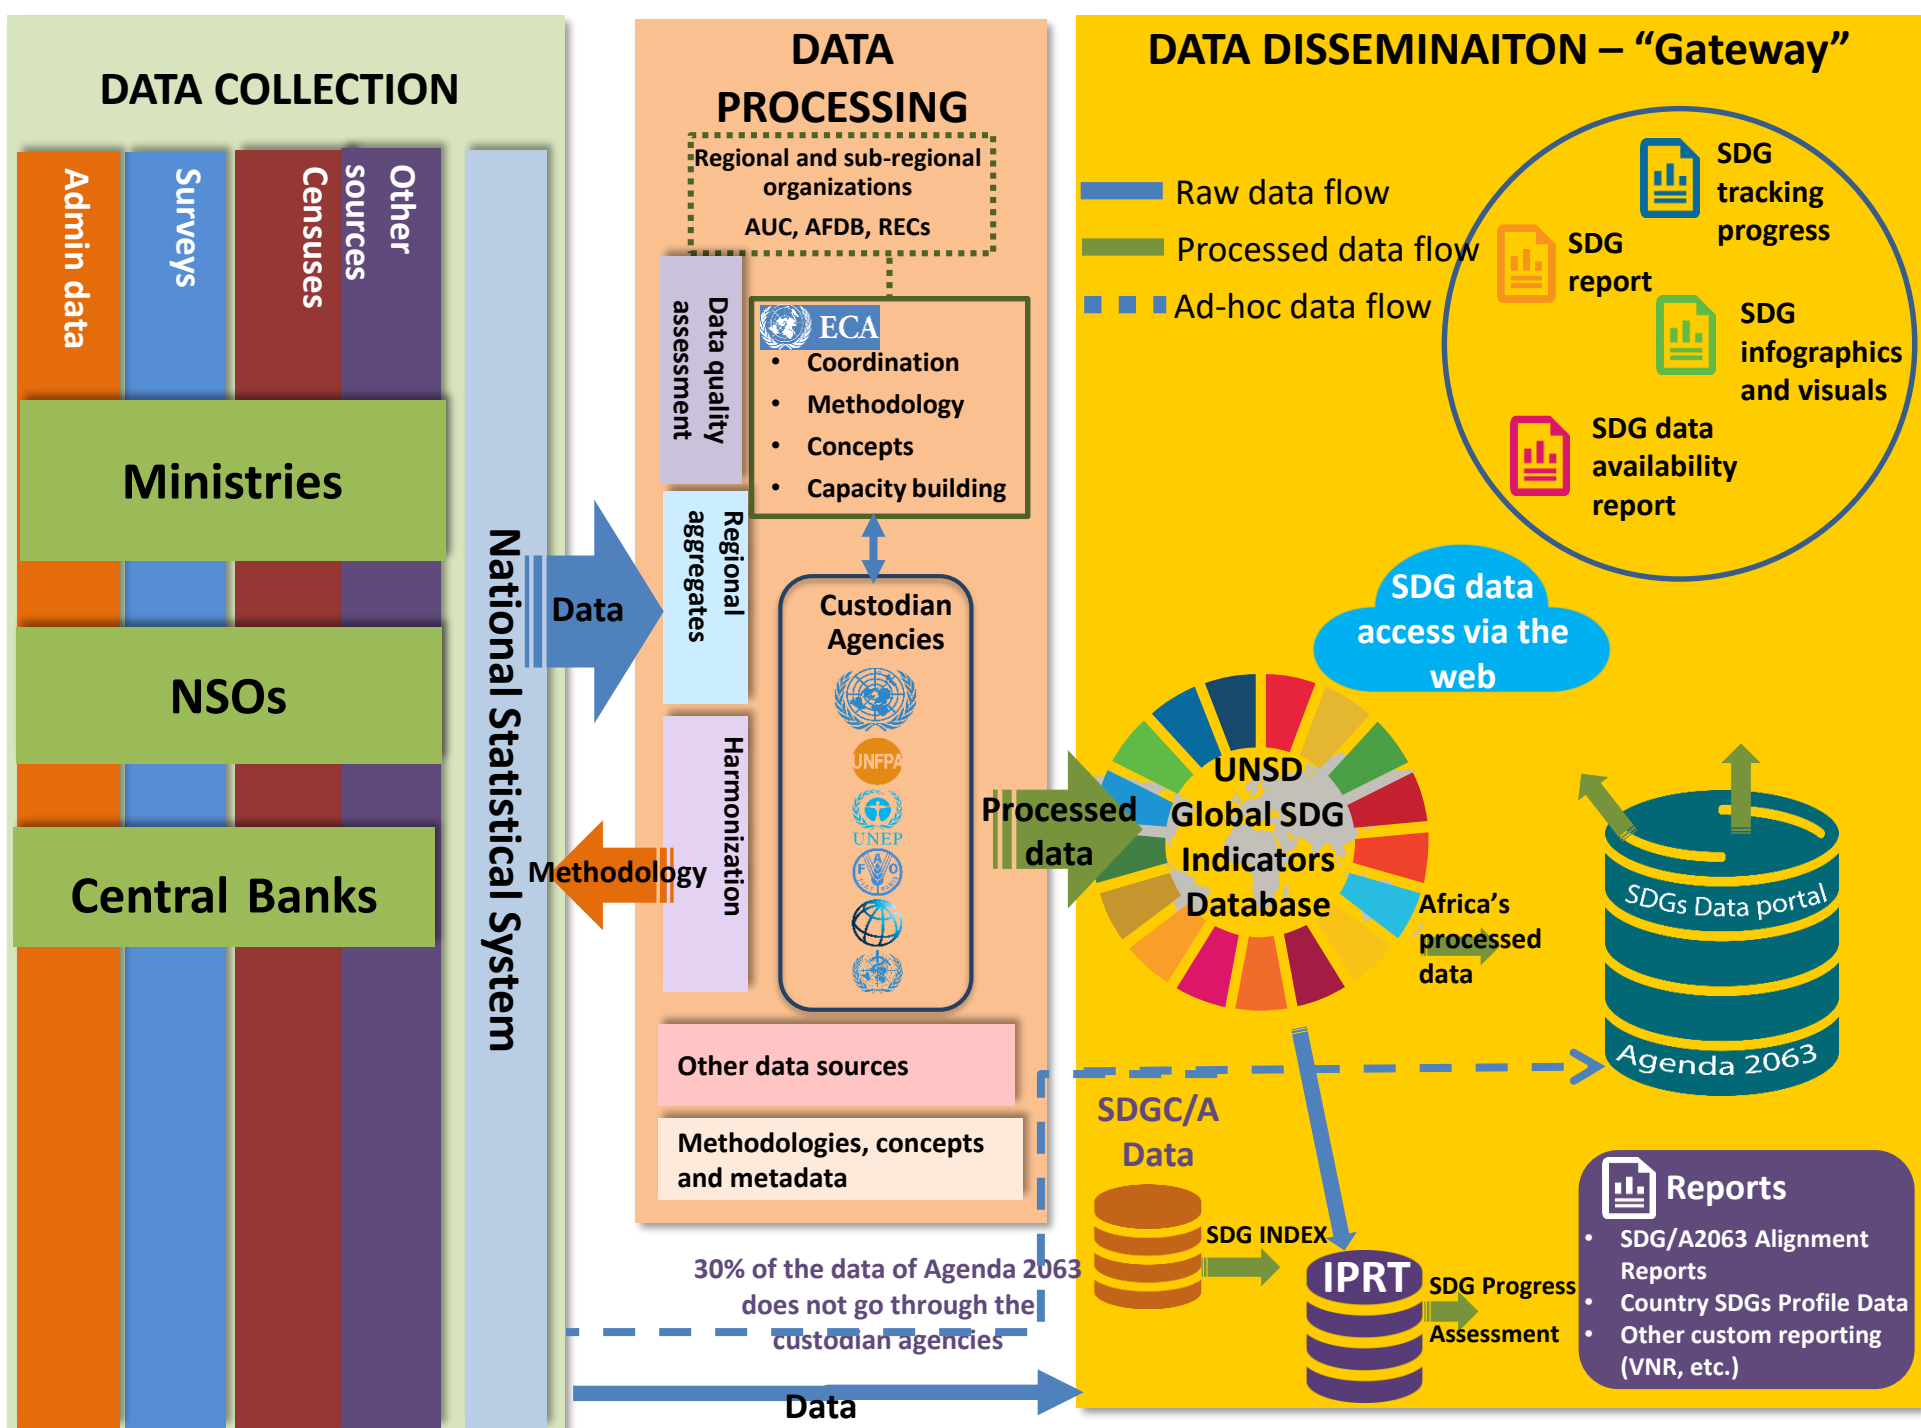 DATA COLLECTION
Admin data
Surveys
Censuses
Other
sources
Ministries
NSOs
Central Banks
National Statistical System
Data
Methodology
DATA
PROCESSING
Regional and sub-regional
organizations
AUC, AFDB, RECs
Data quality
assessment
Regional
aggregates
Harmonization
ECA
• Coordination
• Methodology
• Concepts
• Capacity building
Custodian
Agencies
UNFPA
UNEP
FAO
Other data sources
Methodologies, concepts
and metadata
Processed
data
30% of the data of Agenda 2063
does not go through the
custodian agencies
Data
DATA DISSEMINAITON – “Gateway”
Raw data flow
Processed data flow
Ad-hoc data flow
SDG
tracking
progress
SDG
report
SDG
infographics
and visuals
SDG data
availability
report
SDG data
access via the
web
UNSD
Global SDG
Indicators
Database
Africa's
processed
data
SDGs Data portal
Agenda 2063
SDGC/A
Data
SDG INDEX
IPRT
SDG Progress
Assessment
Reports
• SDG/A2063 Alignment
Reports
• Country SDGs Profile Data
• Other custom reporting
(VNR, etc.)